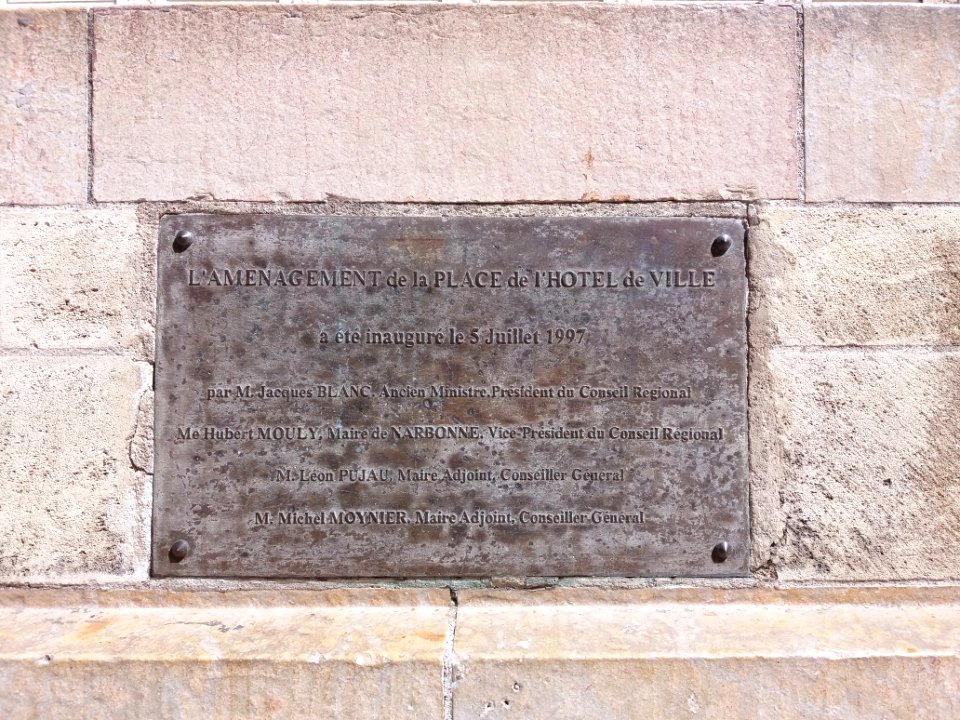 L'AMENAGEMENT de la PLACE de l'HOTEL de VILLE
a été inauguré le 5 Juillet 1997
par M. Jacques BLANC, Ancien Ministre, Président du Conseil Régional
Me Hubert MOULY, Maire de NARBONNE, Vice-Président du Conseil Régional
M. Léon PUJAU, Maire Adjoint, Conseiller Général
M. Michel MOYNIER, Maire Adjoint, Conseiller Général